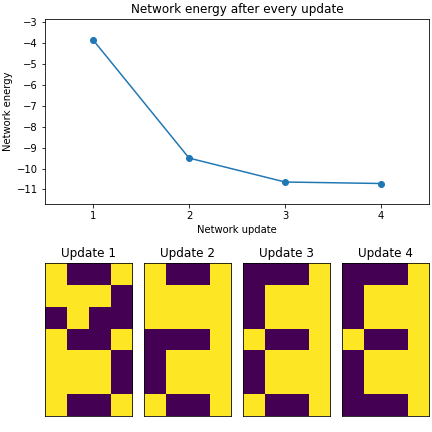 Network energy after every update
Network energy
−3
−4
−5
−6
−7
−8
−9
−10
−11
1 2 3 4
Network update
Update 1 Update 2 Update 3 Update 4